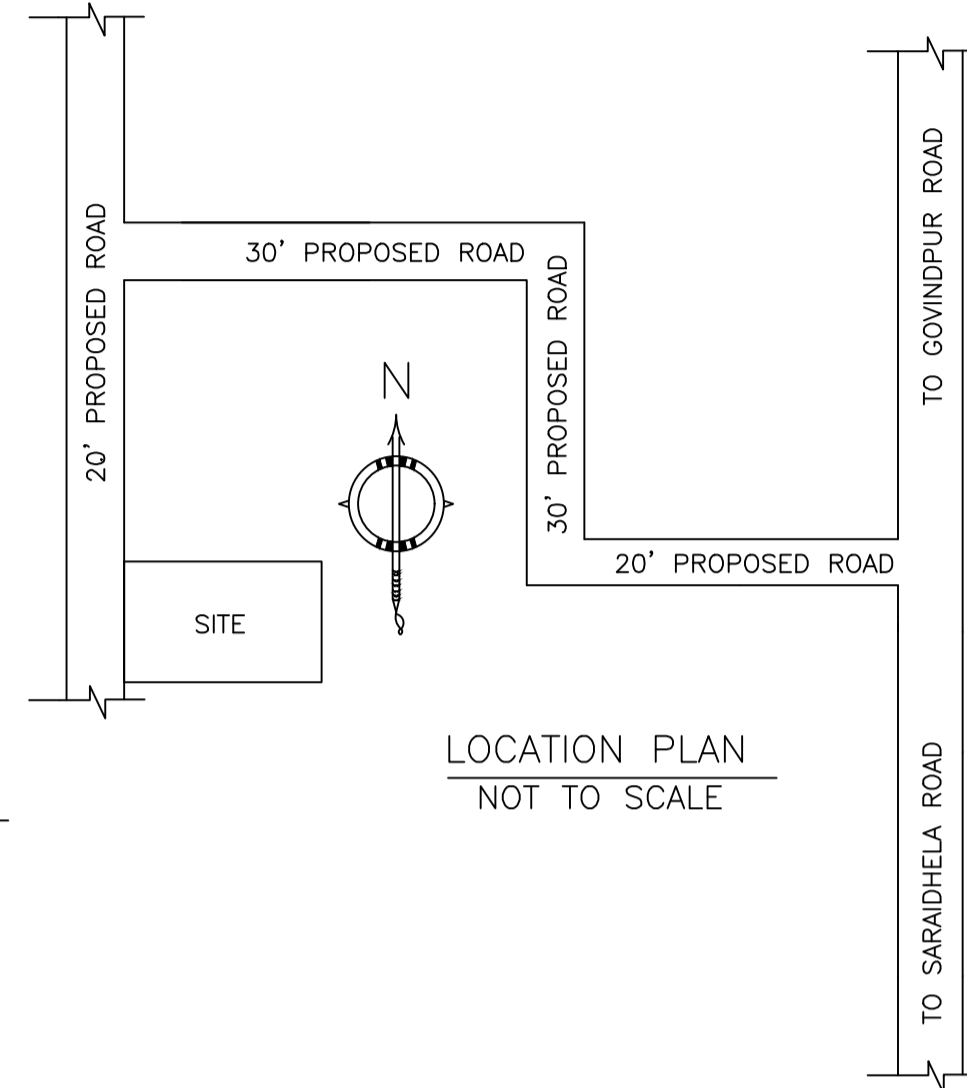 20' PROPOSED ROAD
30' PROPOSED ROAD
30' PROPOSED ROAD
TO GOVINDPUR ROAD
N
20' PROPOSED ROAD
SITE
LOCATION PLAN
NOT TO SCALE
TO SARAIDHELA ROAD